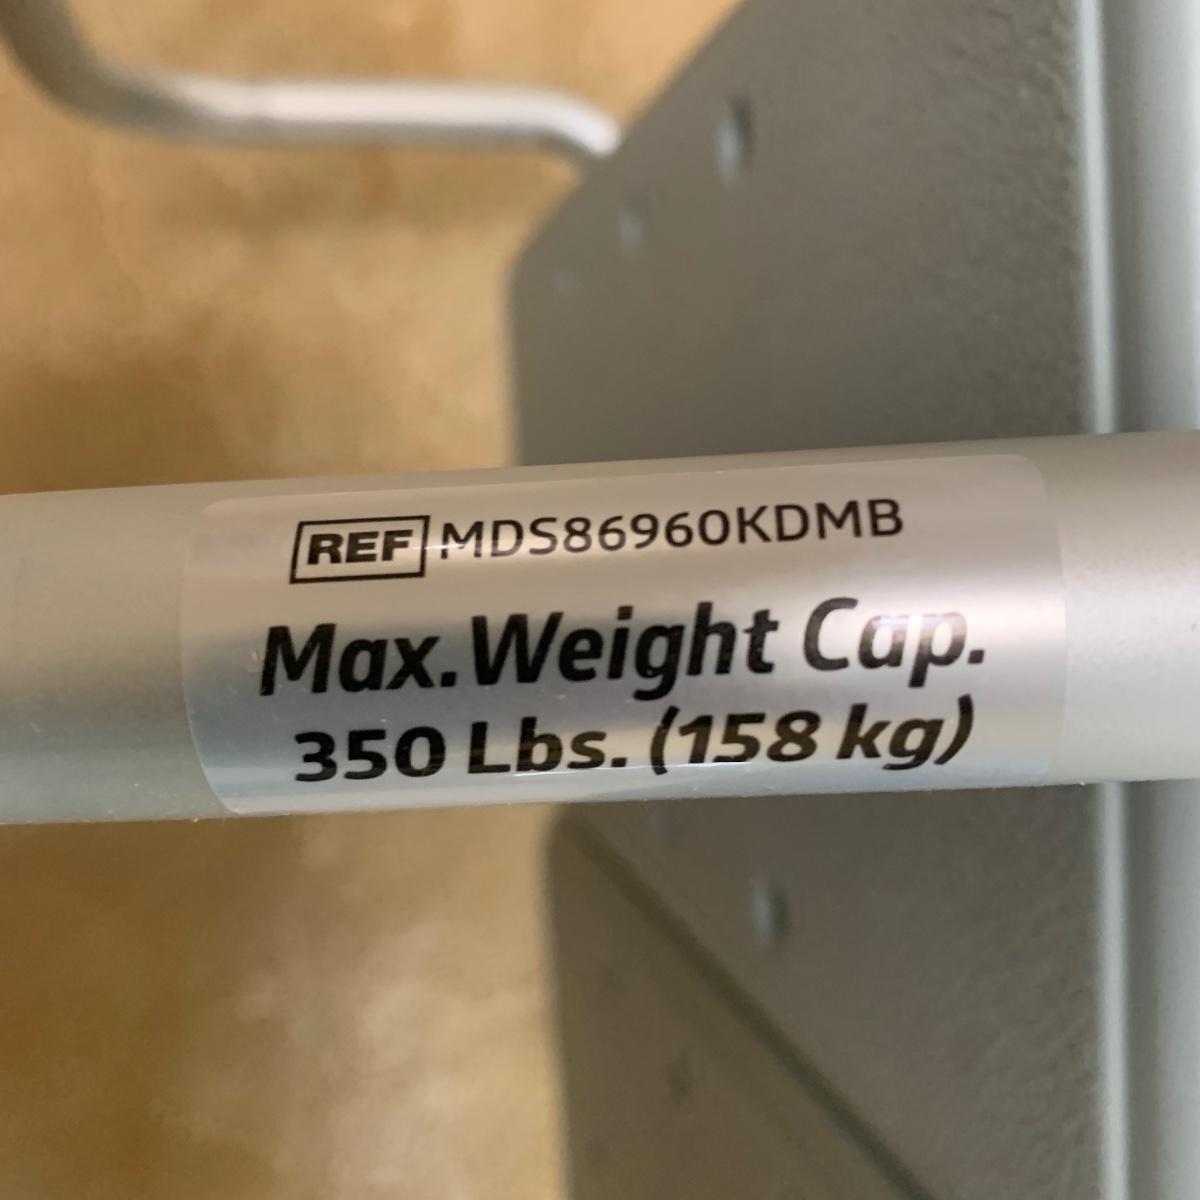 REF MDS86960KDMB
Max. Weight Cap.
350 Lbs. (158 kg)